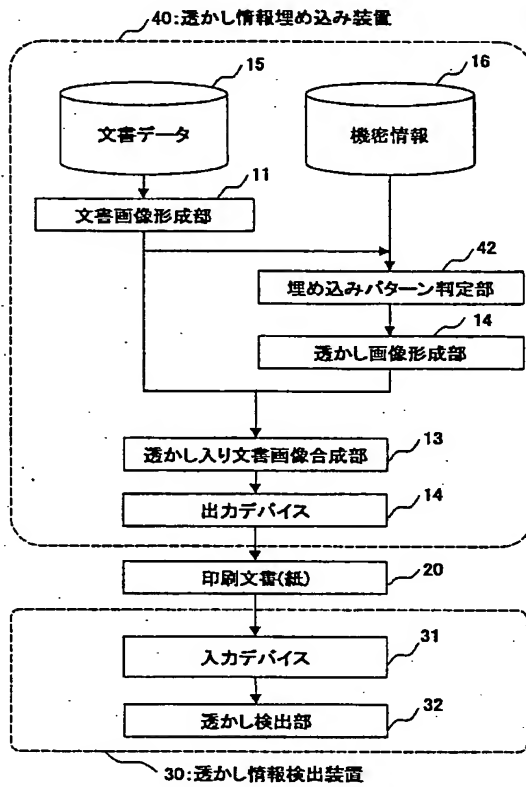 40:透かし情報埋め込み装置
15
16
文書データ
機密情報
11
文書画像形成部
42
埋め込みパターン判定部
14
透かし画像形成部
13
透かし入り文書画像合成部
14
出力デバイス
20
印刷文書(紙)
31
入力デバイス
32
透かし検出部
30:透かし情報検出装置